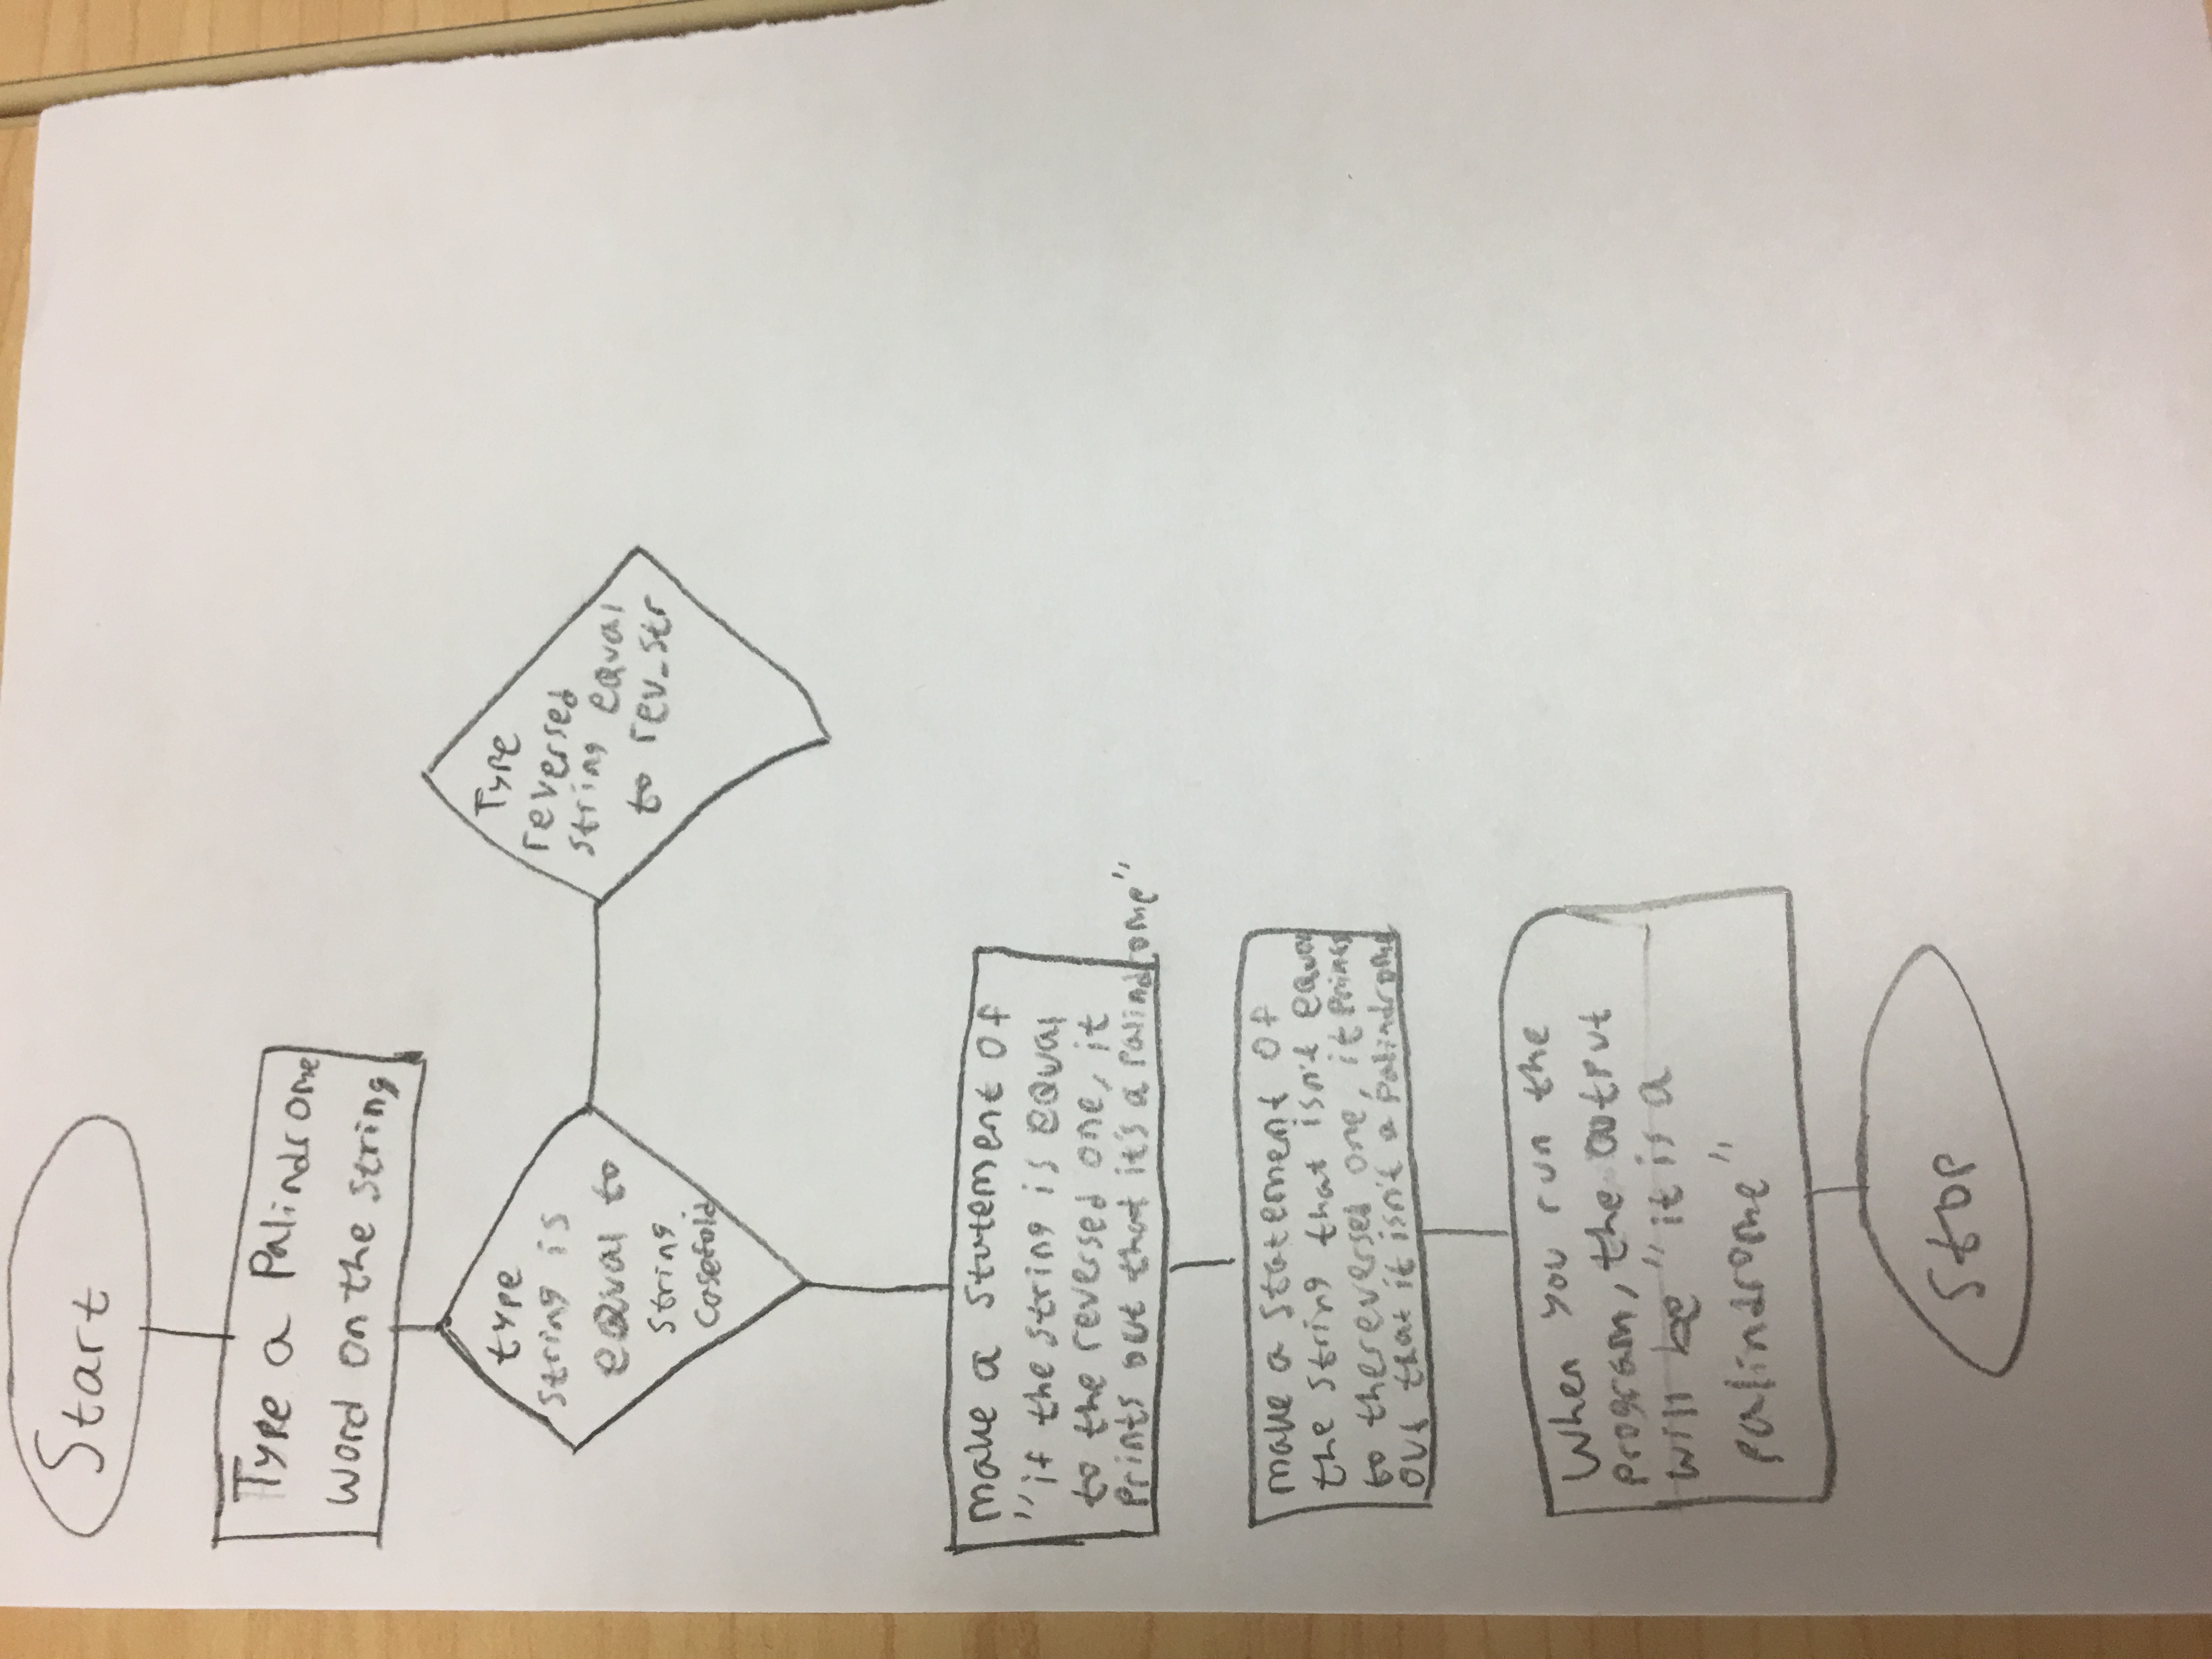 Start
Type a Palindrome
word on the string
type
string is
equal to
string
casefold
Type
reversed
string equal
to rev_str
make a statement of
"if the string is equal
to the reversed one, it
prints out that it's a palindrome"
make a statement of
the string that isn't equal
to the reversed one, it prints
out that it isn't a palindrome
When you run the
program, the output
will be "it is a
palindrome"
Stop